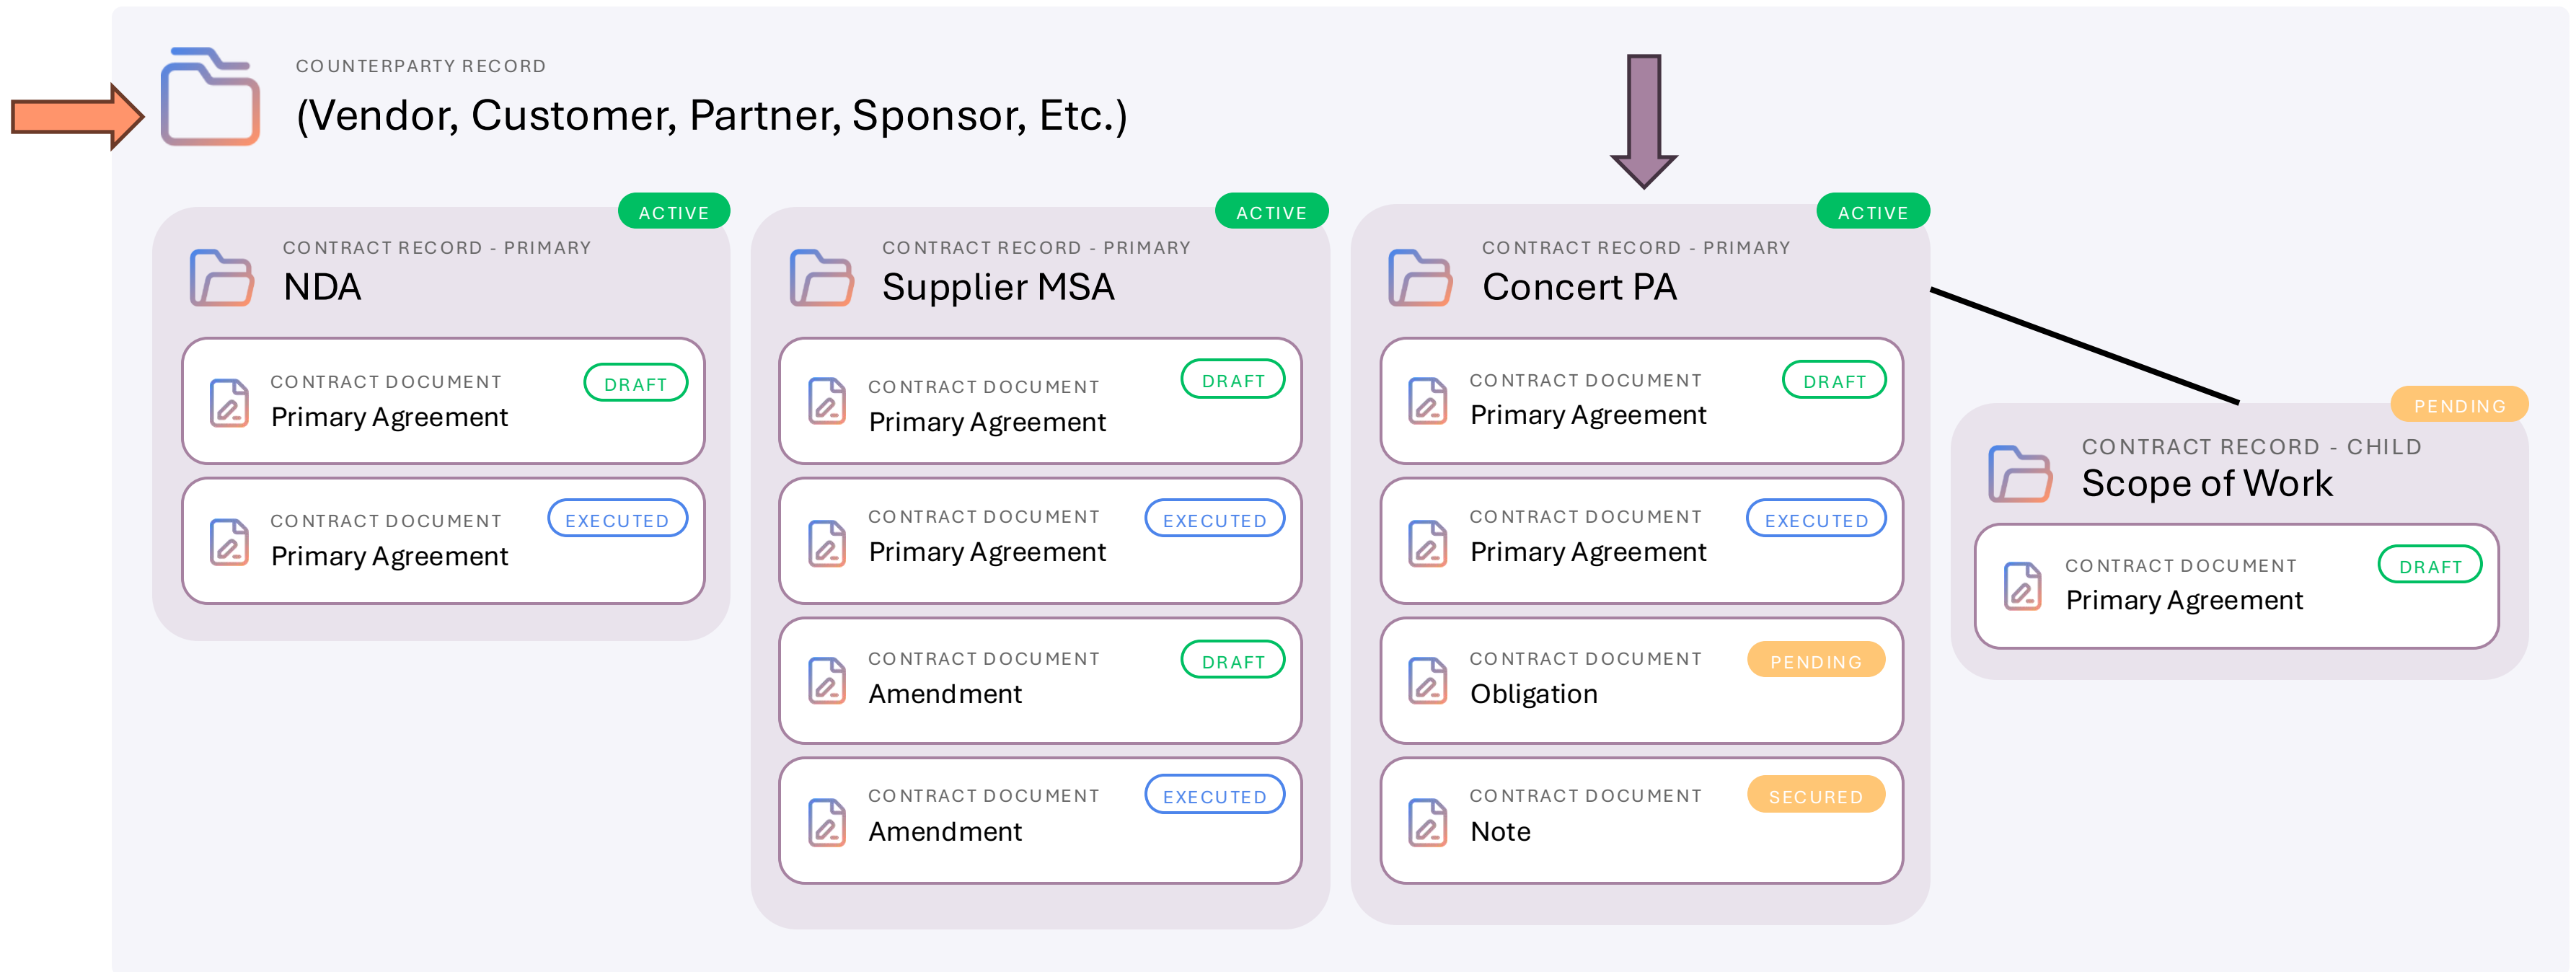 COUNTERPARTY RECORD
(Vendor, Customer, Partner, Sponsor, Etc.)
ACTIVE
CONTRACT RECORD - PRIMARY
NDA
CONTRACT DOCUMENT
DRAFT
Primary Agreement
CONTRACT DOCUMENT
EXECUTED
Primary Agreement
ACTIVE
CONTRACT RECORD - PRIMARY
Supplier MSA
DRAFT
CONTRACT DOCUMENT
Primary Agreement
CONTRACT DOCUMENT
EXECUTED
Primary Agreement
CONTRACT DOCUMENT
DRAFT
Amendment
CONTRACT DOCUMENT
EXECUTED
Amendment
ACTIVE
CONTRACT RECORD - PRIMARY
Concert PA
CONTRACT DOCUMENT
DRAFT
Primary Agreement
CONTRACT DOCUMENT
EXECUTED
Primary Agreement
CONTRACT DOCUMENT
PENDING
Obligation
CONTRACT DOCUMENT
SECURED
Note
PENDING
CONTRACT RECORD - CHILD
Scope of Work
CONTRACT DOCUMENT
DRAFT
Primary Agreement